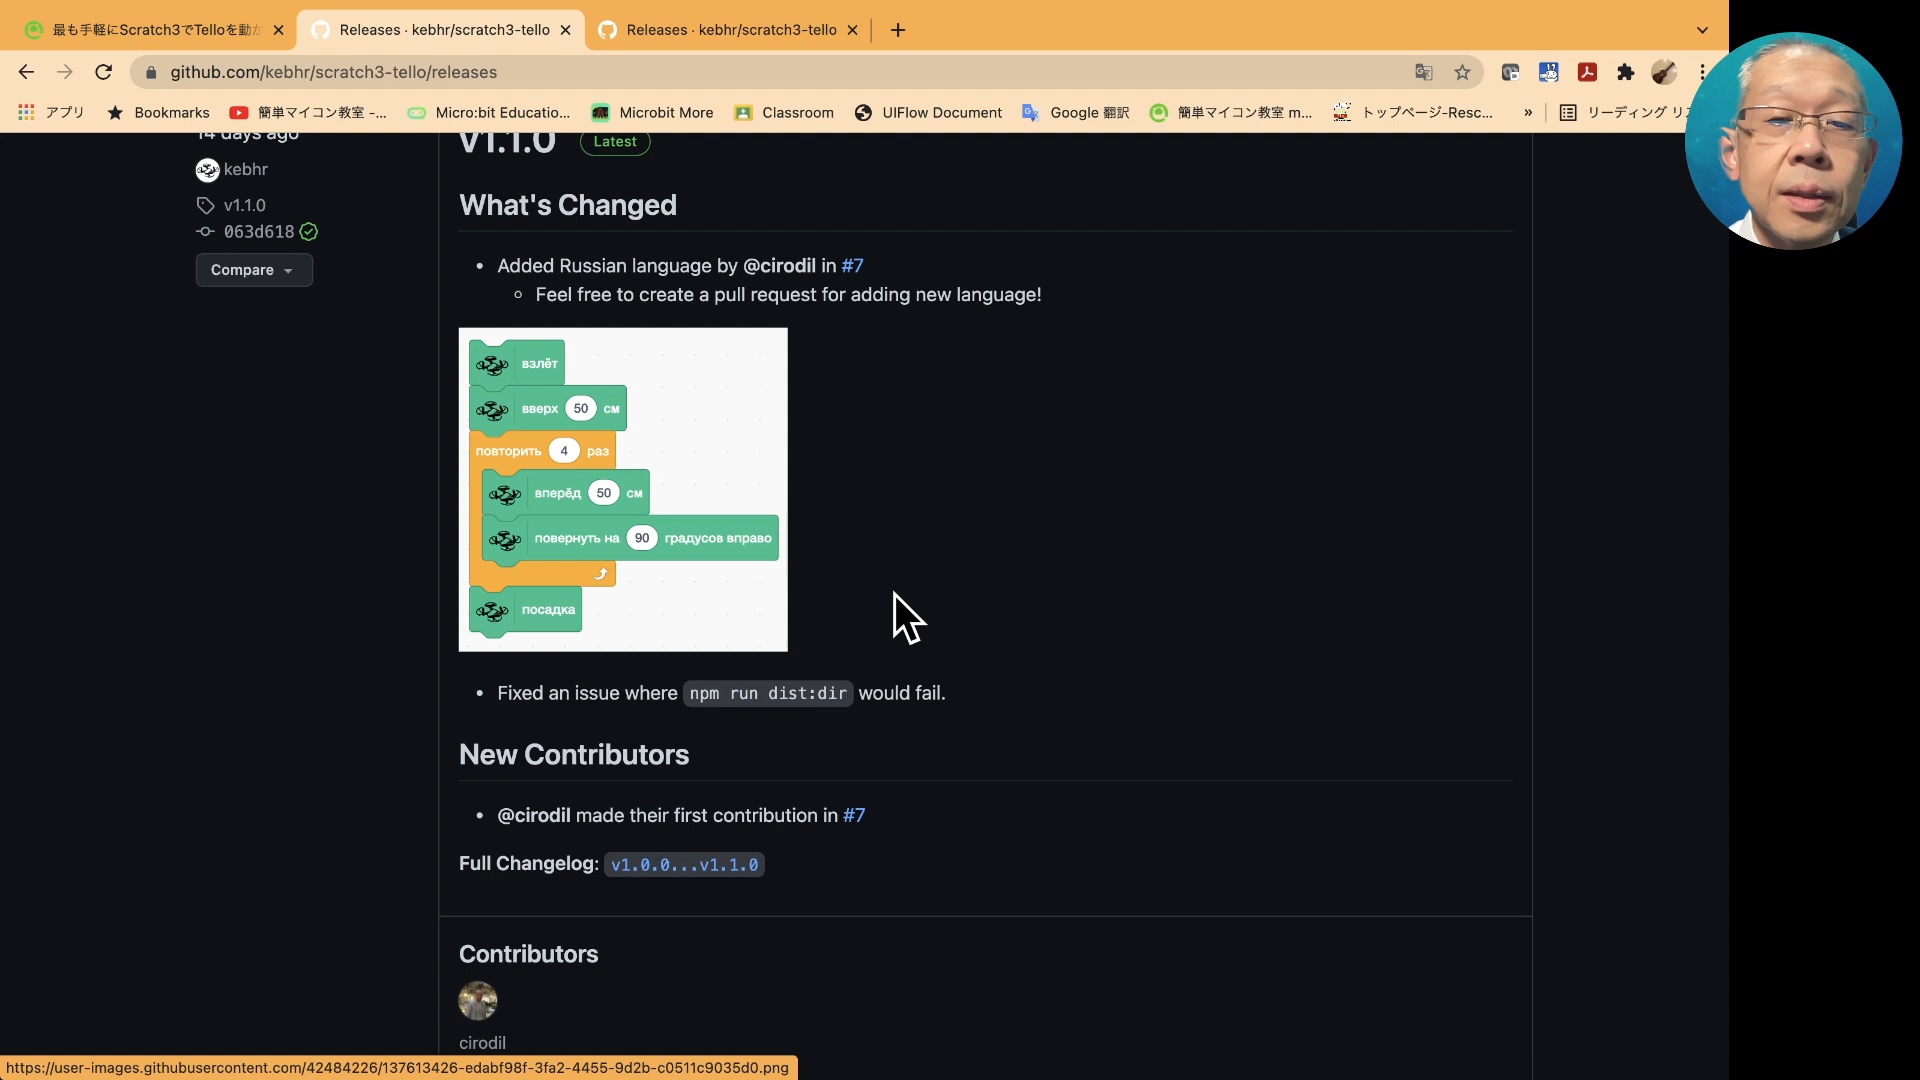 最も手軽にScratch3でTelloを動か
Releases · kebhr/scratch3-tello
Releases · kebhr/scratch3-tello
github.com/kebhr/scratch3-tello/releases
アプリ
Bookmarks
簡単マイコン教室 -...
Micro:bit Educatio...
Microbit More
Classroom
UIFlow Document
Google 翻訳
簡単マイコン教室 m...
トップページ-Resc...
»
リーディング リス
14 days ago
kebhr
v1.1.0
063d618
Compare
v1.1.0
Latest
What's Changed
• Added Russian language by @cirodil in #7
Feel free to create a pull request for adding new language!
взлёт
вверх 50 см
повторить 4 раз
вперёд 50 см
повернуть на 90 градусов вправо
посадка
• Fixed an issue where npm run dist:dir would fail.
New Contributors
• @cirodil made their first contribution in #7
Full Changelog: v1.0.0...v1.1.0
Contributors
cirodil
https://user-images.githubusercontent.com/42484226/137613426-edabf98f-3fa2-4455-9d2b-c0511c9035d0.png